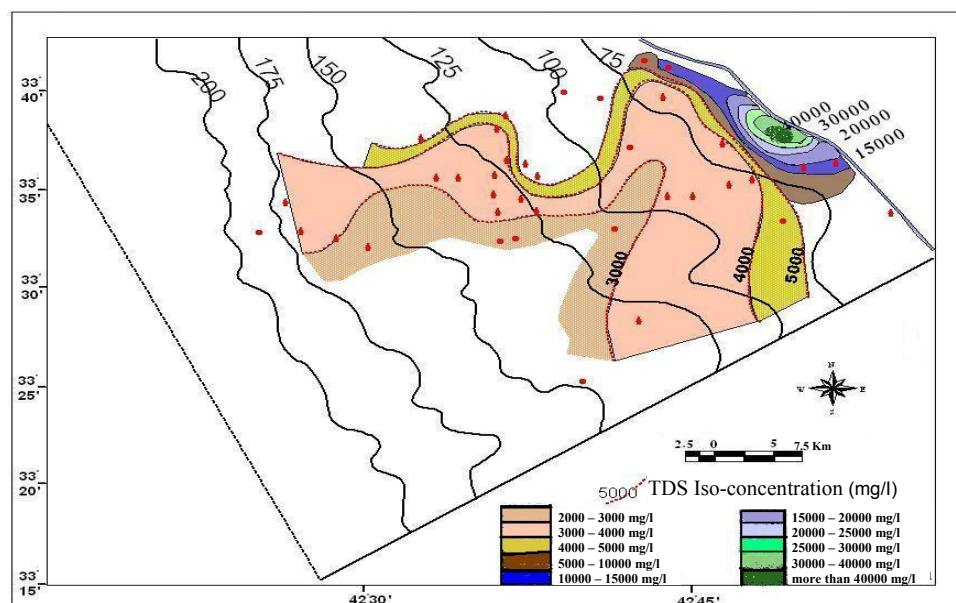 33°
40'
33°
35'
33°
30'
33°
25'
33°
20'
33°
15'
200
175
150
125
100
75
40000
30000
20000
15000
3000
4000
5000
N
W E
S
2.5 0 5 7.5 Km
5000 TDS Iso-concentration (mg/l)
2000 – 3000 mg/l
3000 – 4000 mg/l
4000 – 5000 mg/l
5000 – 10000 mg/l
10000 – 15000 mg/l
15000 – 20000 mg/l
20000 – 25000 mg/l
25000 – 30000 mg/l
30000 – 40000 mg/l
more than 40000 mg/l
42°30'
42°45'